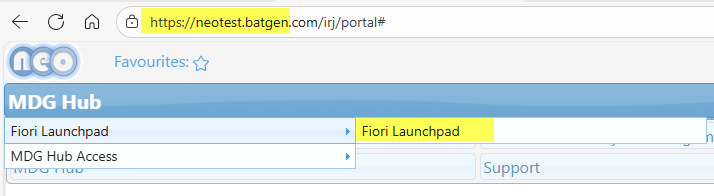 https://neotest.batgen.com/irj/portal#
neo
Favourites:
MDG Hub
Fiori Launchpad
Fiori Launchpad
MDG Hub Access
MDG Hub
Support